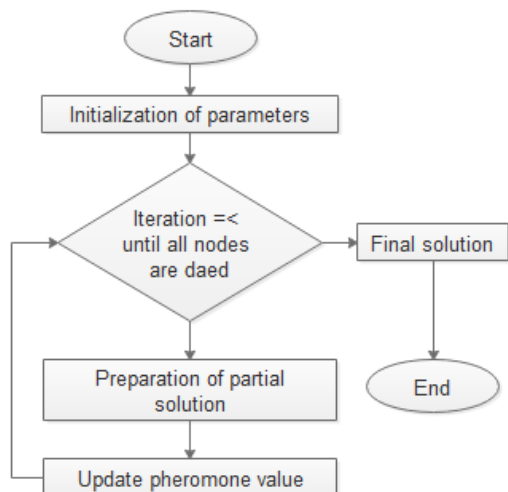 Start
Initialization of parameters
Iteration =<
until all nodes
are daed
Final solution
Preparation of partial
solution
End
Update pheromone value